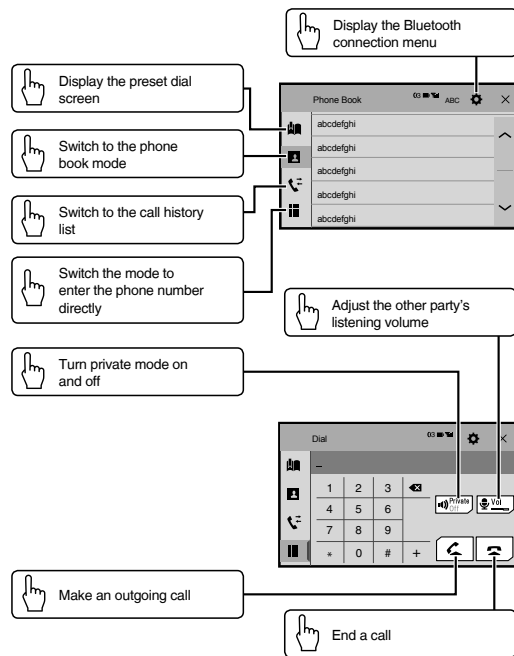 Display the Bluetooth
connection menu
Display the preset dial
screen
Switch to the phone
book mode
Switch to the call history
list
Switch the mode to
enter the phone number
directly
Phone Book
ABC
abcdefghi
abcdefghi
abcdefghi
abcdefghi
abcdefghi
Adjust the other party's
listening volume
Turn private mode on
and off
Dial
_
1 2 3
4 5 6
7 8 9
* 0 # +
Private
Off
Vol
Make an outgoing call
End a call